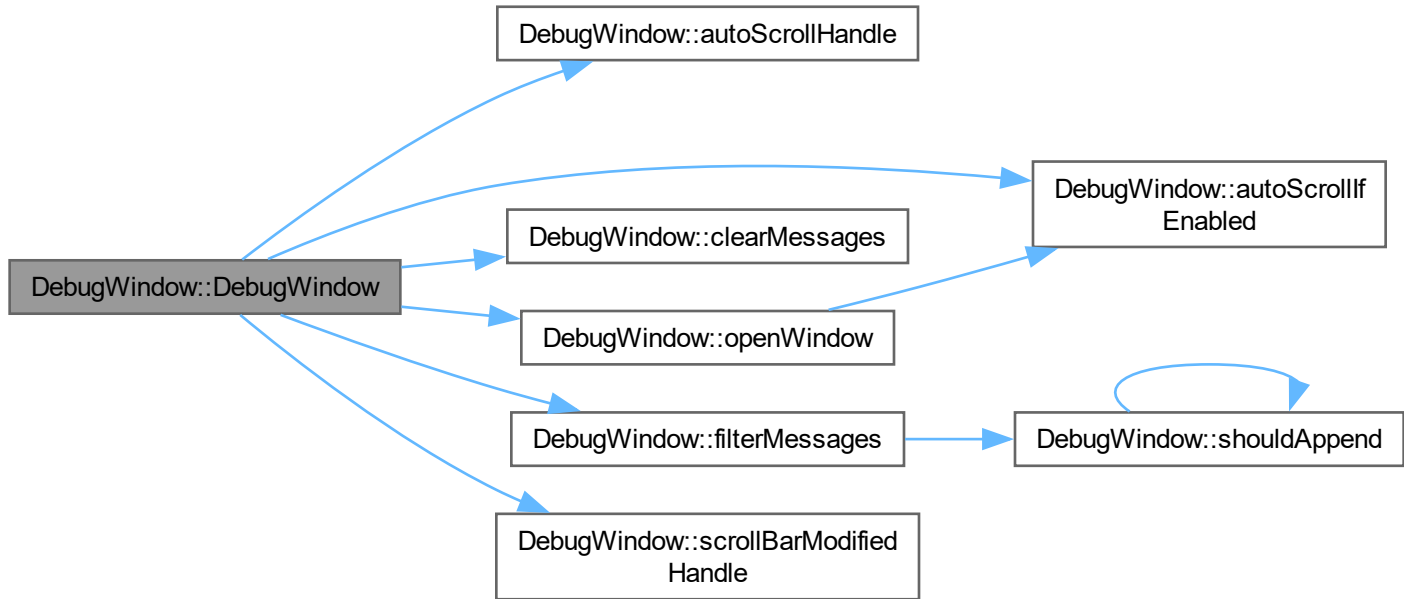 DebugWindow::autoScrollHandle
DebugWindow::autoScrollIf
Enabled
DebugWindow::clearMessages
DebugWindow::DebugWindow
DebugWindow::openWindow
DebugWindow::filterMessages
DebugWindow::shouldAppend
DebugWindow::scrollBarModified
Handle